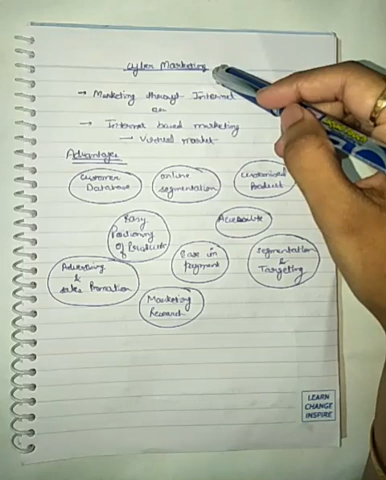 Cyber Marketing
→ Marketing through Internet
or
→ Internet based marketing
→ Virtual market
Advantages
Customer
Database
online
segmentation
Customized
Product
Easy
Positioning
of Products
Accessible
Ease in
payment
Segmentation
&
Targeting
Advertising
&
sales Promotion
Marketing
Research
LEARN
CHANGE
INSPIRE